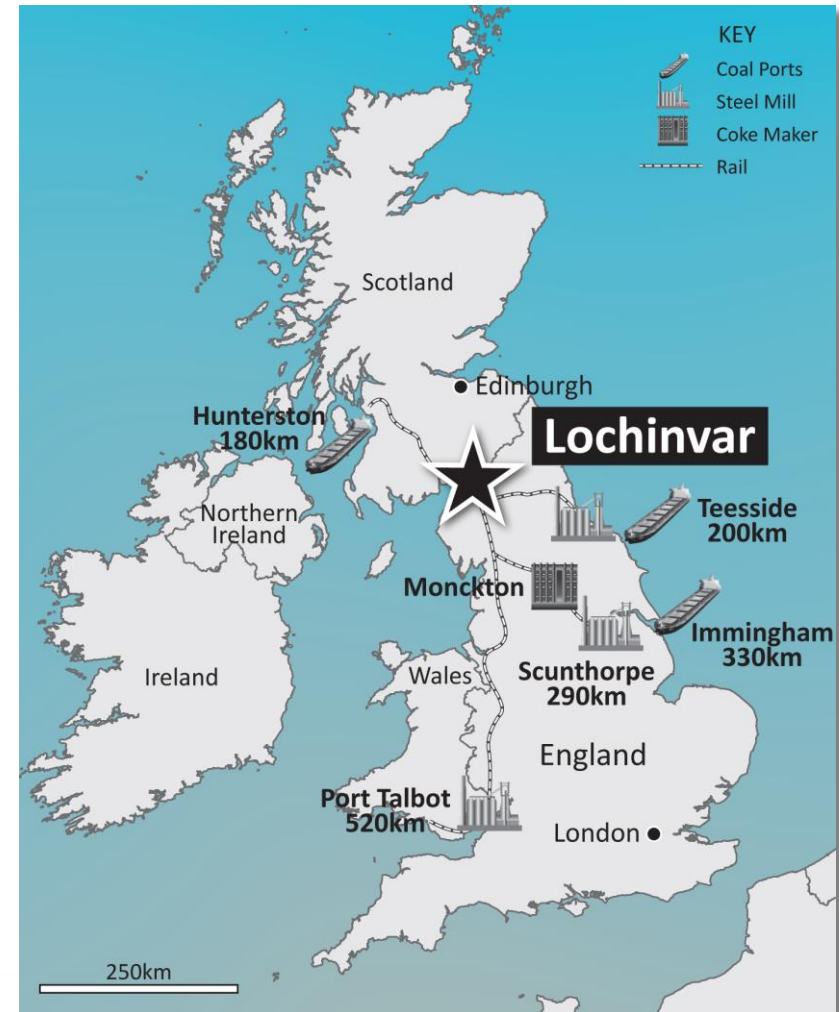 KEY
Coal Ports
Steel Mill
Coke Maker
Rail
Scotland
Edinburgh
Hunterston
180km
Lochinvar
Northern
Ireland
Teesside
200km
Monckton
Immingham
330km
Scunthorpe
290km
Ireland
Wales
England
Port Talbot
520km
London
250km